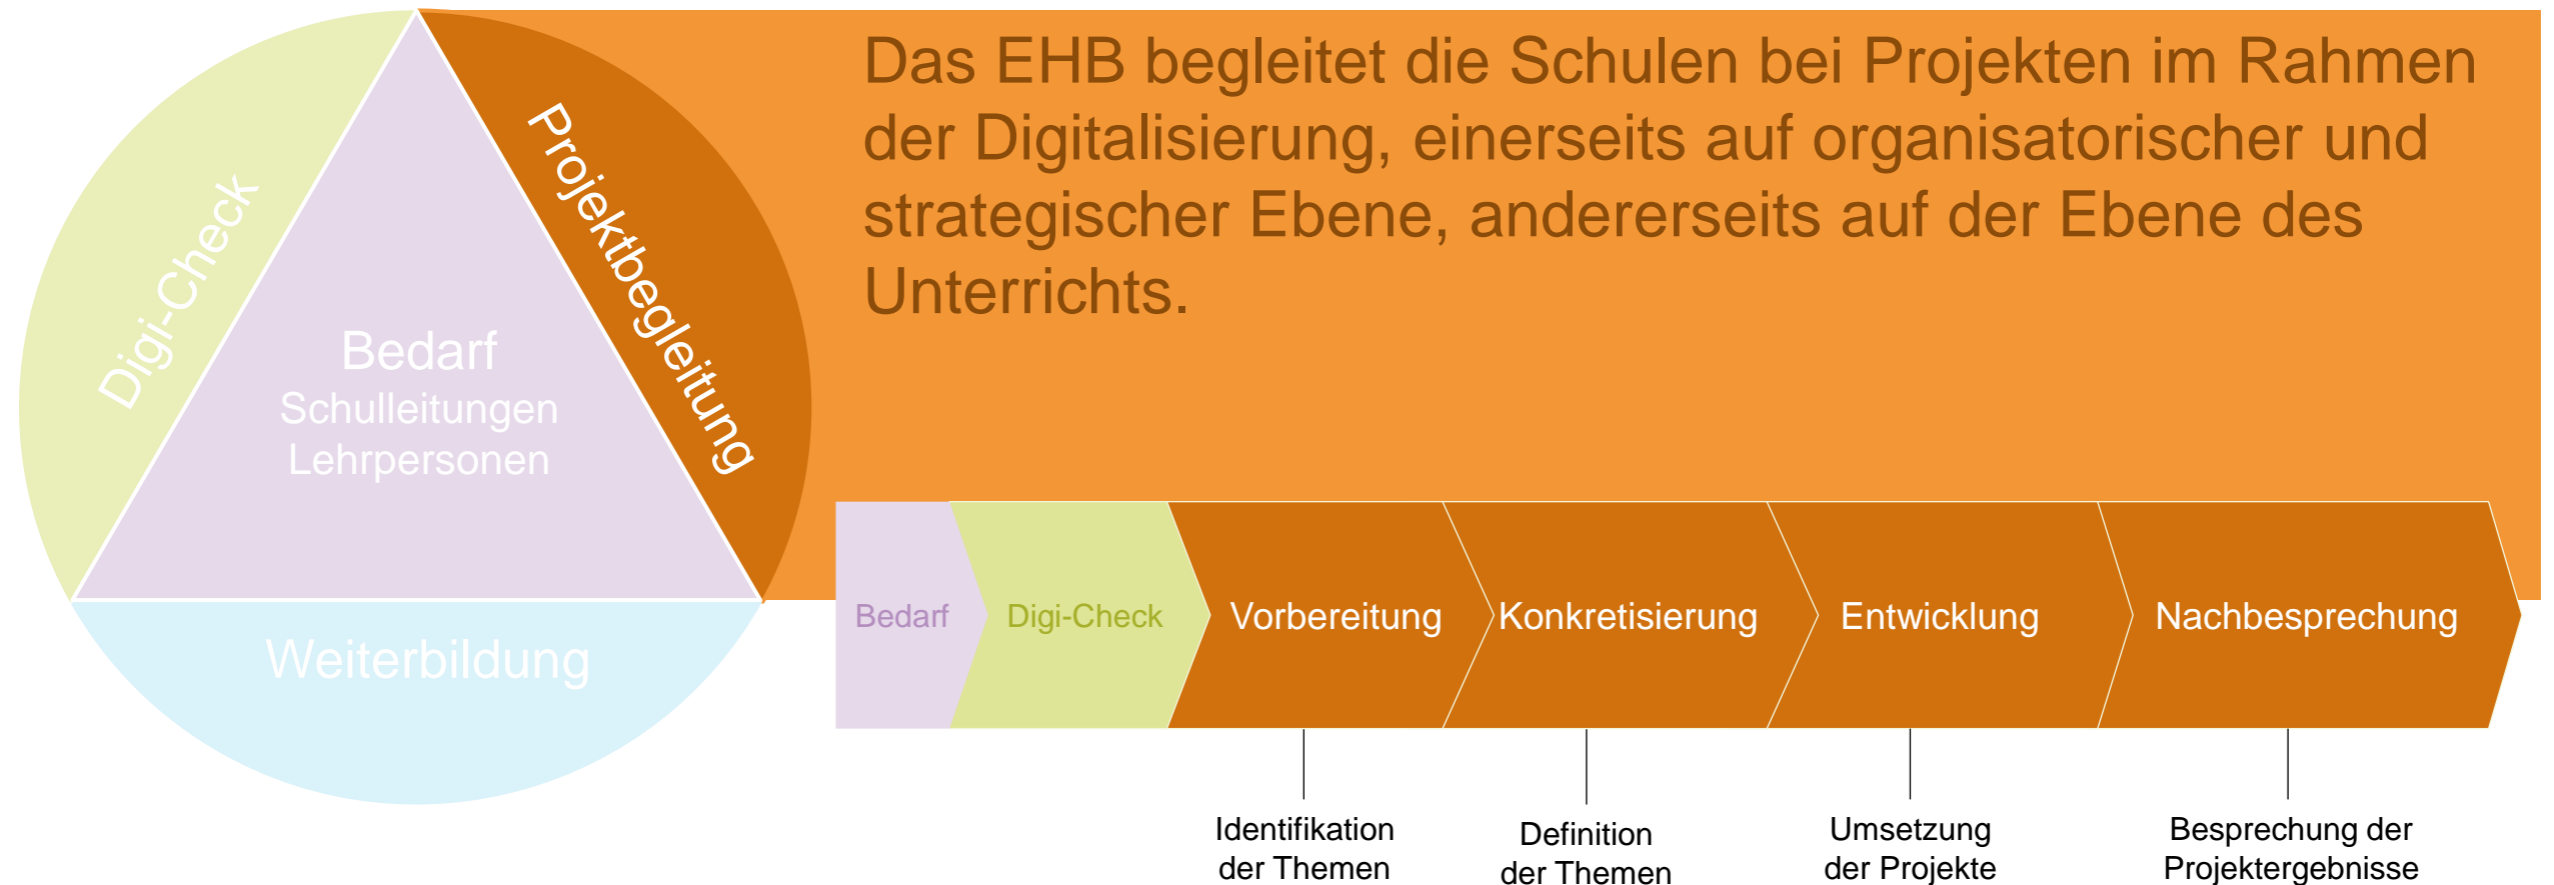 Das EHB begleitet die Schulen bei Projekten im Rahmen
der Digitalisierung, einerseits auf organisatorischer und
strategischer Ebene, andererseits auf der Ebene des
Unterrichts.
Digi-Check
Projektbegleitung
Bedarf
Schulleitungen
Lehrpersonen
Weiterbildung
Bedarf
Digi-Check
Vorbereitung
Konkretisierung
Entwicklung
Nachbesprechung
Identifikation
der Themen
Definition
der Themen
Umsetzung
der Projekte
Besprechung der
Projektergebnisse